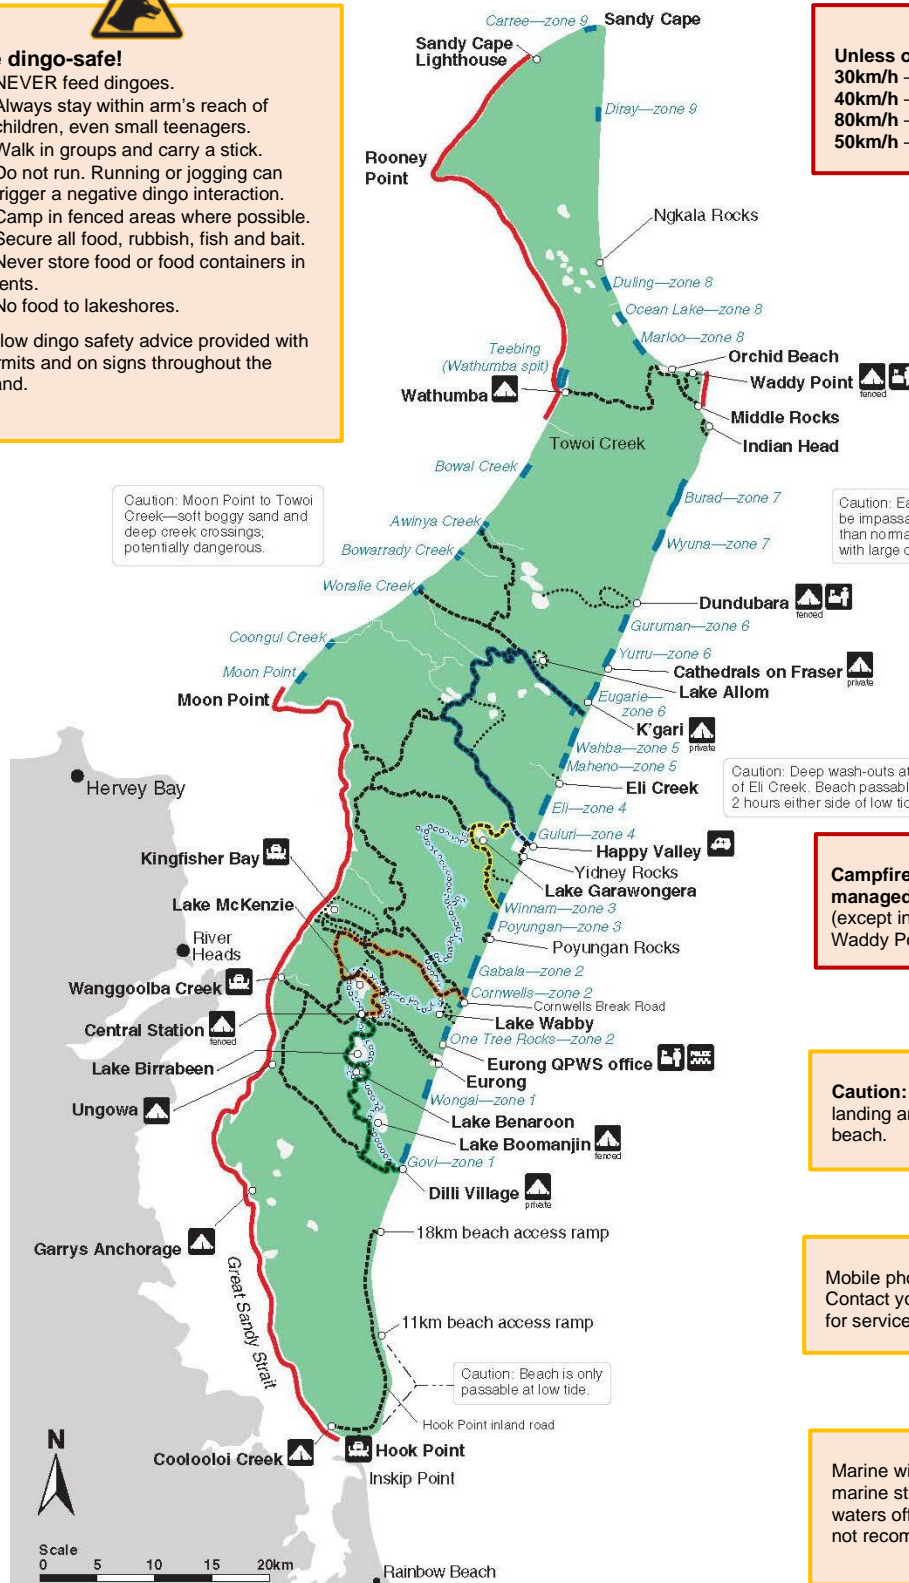 dingo-safe!
NEVER feed dingoes.
Always stay within arm's reach of
children, even small teenagers.
Walk in groups and carry a stick.
Do not run. Running or jogging can
trigger a negative dingo interaction.
Camp in fenced areas where possible.
Secure all food, rubbish, fish and bait.
Never store food or food containers in
ents.
No food to lakeshores.
low dingo safety advice provided with
rmits and on signs throughout the
and.
Carree—zone 9
Sandy Cape
Sandy Cape
Lighthouse
Diray—zone 9
Rooney
Point
Ngkala Rocks
Duling—zone 8
Ocean Lake—zone 8
Marloo—zone 8
Teebing
(Wathumba spit)
Orchid Beach
Waddy Point
fenced
Wathumba
Middle Rocks
Indian Head
Towoi Creek
Bowal Creek
Unless o
30km/h -
40km/h -
80km/h -
50km/h -
Caution: Moon Point to Towoi
Creek—soft boggy sand and
deep creek crossings;
potentially dangerous.
Burad—zone 7
Wyuna—zone 7
Caution: Ea
be impassa
than norma
with large c
Awinya Creek
Bowarrady Creek
Woralie Creek
Dundubara
fenced
Guruman—zone 6
Coongul Creek
Yurru—zone 6
Cathedrals on Fraser
private
Moon Point
Moon Point
Lake Allom
Eugarie—
zone 6
K'gari
private
Wahba—zone 5
Maheno—zone 5
Eli Creek
Caution: Deep wash-outs at
of Eli Creek. Beach passabl
2 hours either side of low tid
Hervey Bay
Eli—zone 4
Guluri—zone 4
Happy Valley
Yidney Rocks
Kingfisher Bay
Lake Garawongera
Lake McKenzie
Winnam—zone 3
Poyungan—zone 3
Poyungan Rocks
Campfire
managed
(except in
Waddy Po
River
Heads
Gabala—zone 2
Wanggoolba Creek
Cornwells—zone 2
Cornwells Break Road
Central Station
fenced
Lake Wabby
One Tree Rocks—zone 2
Eurong QPWS office
POLICE
Lake Birrabeen
Eurong
Ungowa
Wongai—zone 1
Lake Benaroon
Lake Boomanjin
fenced
Govi—zone 1
Dilli Village
private
Caution:
landing ar
beach.
18km beach access ramp
Garrys Anchorage
Great Sandy Strait
11km beach access ramp
Mobile pho
Contact yo
for service
Caution: Beach is only
passable at low tide.
Hook Point inland road
Coolooloi Creek
Hook Point
Inskip Point
N
Scale
0 5 10 15 20km
Rainbow Beach
Marine wi
marine st
waters off
not recom